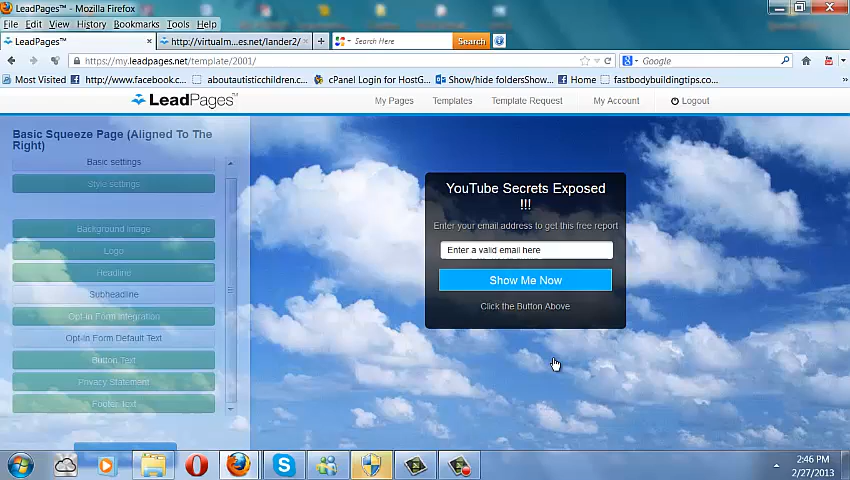 LeadPages™ - Mozilla Firefox
File Edit View History Bookmarks Tools Help
LeadPages™ × http://virtualm...es.net/lander2/ × + Search Here Search
https://my.leadpages.net/template/2001/ Google
Most Visited http://www.facebook.c... aboutautisticchildren.... cPanel Login for HostG... Show/hide foldersShow... Home fastbodybuildingtips.co...
LeadPages™ My Pages Templates Template Request My Account Logout
Basic Squeeze Page (Aligned To The
Right)
Basic settings
Style settings
Background Image
Logo
Headline
Subheadline
Opt-In Form Integration
Opt-in Form Default Text
Button Text
Privacy Statement
Footer Text
YouTube Secrets Exposed
!!!
Enter your email address to get this free report
Enter a valid email here
Show Me Now
Click the Button Above
2:46 PM
2/27/2013